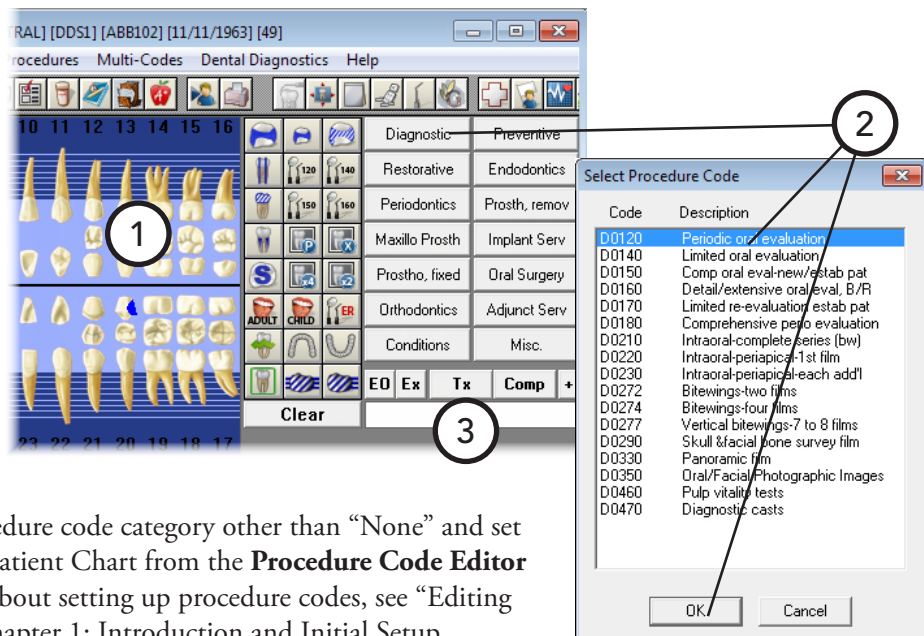 RAL] [DDS1] [ABB102] [11/11/1963] [49]
rocedures Multi-Codes Dental Diagnostics Help
10 11 12 13 14 15 16
1
23 22 21 20 19 18 17
120 140
150 160
P X
S x4 x2
ADULT CHILD ER
Diagnostic Preventive
Restorative Endodontics
Periodontics Prosth, remov
Maxillo Prosth Implant Serv
Prostho, fixed Oral Surgery
Orthodontics Adjunct Serv
Conditions Misc.
EO Ex Tx Comp +
Clear
3
2
Select Procedure Code
Code Description
D0120 Periodic oral evaluation
D0140 Limited oral evaluation
D0150 Comp oral eval-new/estab pat
D0160 Detail/extensive oral eval, B/R
D0170 Limited re-evaluation estab pat
D0180 Comprehensive perio evaluation
D0210 Intraoral-complete series (bw)
D0220 Intraoral-periapical-1st film
D0230 Intraoral-periapical-each add'l
D0272 Bitewings-two films
D0274 Bitewings-four films
D0277 Vertical bitewings-7 to 8 films
D0290 Skull &facial bone survey film
D0330 Panoramic film
D0350 Oral/Facial Photographic Images
D0460 Pulp vitality tests
D0470 Diagnostic casts
OK Cancel
edure code category other than “None” and set
atient Chart from the Procedure Code Editor
bout setting up procedure codes, see “Editing
hapter 1: Introduction and Initial Setup